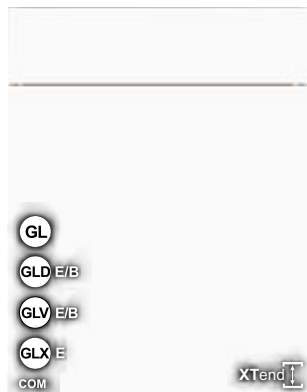 GL
GLD E/B
GLV E/B
GLX E
COM
XTend